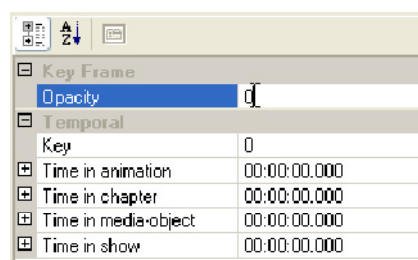 A
Z
Key Frame
Opacity 0
Temporal
Key 0
Time in animation 00:00:00.000
Time in chapter 00:00:00.000
Time in media-object 00:00:00.000
Time in show 00:00:00.000